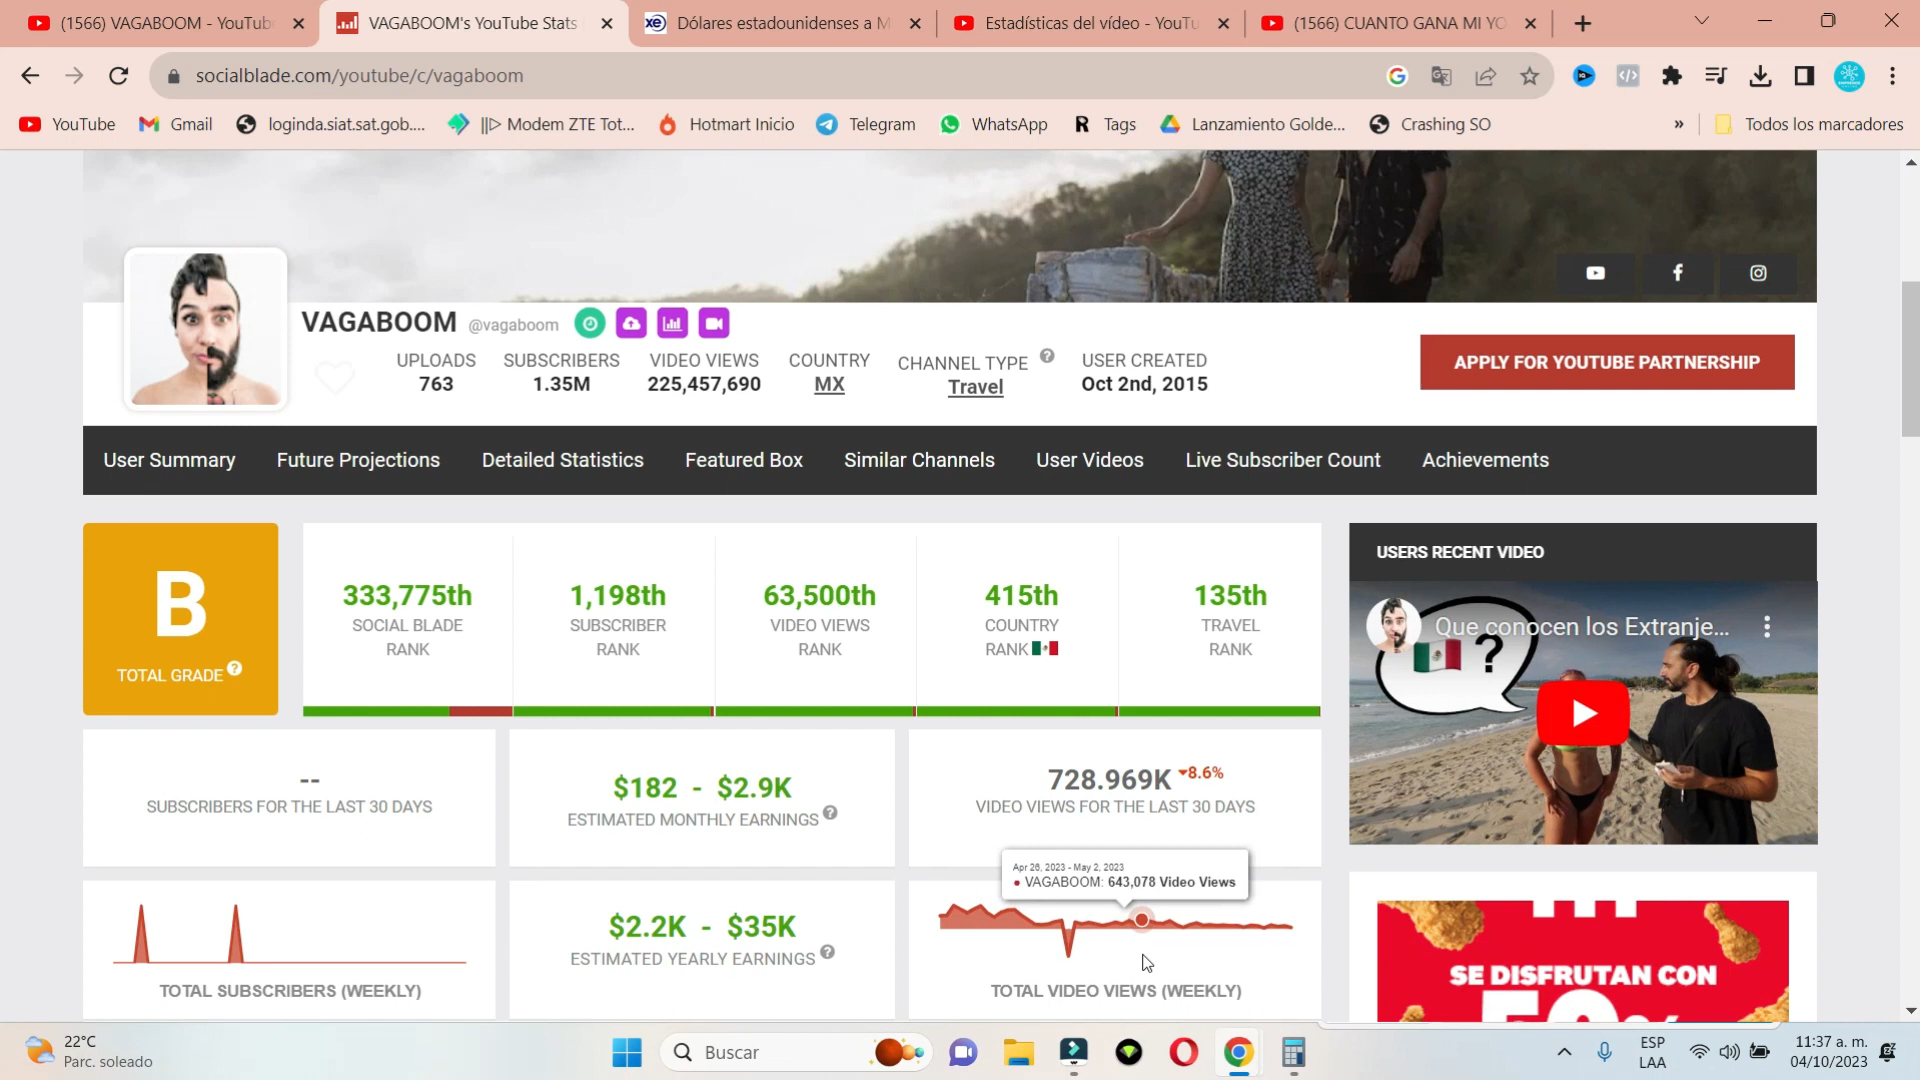 (1566) VAGABOOM - YouTub
VAGABOOM's YouTube Stats
Dólares estadounidenses a M
Estadísticas del vídeo - YouTu
(1566) CUANTO GANA MI YO
socialblade.com/youtube/c/vagaboom
YouTube
Gmail
loginda.siat.sat.gob....
||▷ Modem ZTE Tot...
Hotmart Inicio
Telegram
WhatsApp
Tags
Lanzamiento Golde...
Crashing SO
»
Todos los marcadores
VAGABOOM @vagaboom
UPLOADS
763
SUBSCRIBERS
1.35M
VIDEO VIEWS
225,457,690
COUNTRY
MX
CHANNEL TYPE ?
Travel
USER CREATED
Oct 2nd, 2015
APPLY FOR YOUTUBE PARTNERSHIP
User Summary
Future Projections
Detailed Statistics
Featured Box
Similar Channels
User Videos
Live Subscriber Count
Achievements
B
TOTAL GRADE ?
333,775th
SOCIAL BLADE
RANK
1,198th
SUBSCRIBER
RANK
63,500th
VIDEO VIEWS
RANK
415th
COUNTRY
RANK
135th
TRAVEL
RANK
USERS RECENT VIDEO
Que conocen los Extranje...
?
--
SUBSCRIBERS FOR THE LAST 30 DAYS
$182 - $2.9K
ESTIMATED MONTHLY EARNINGS ?
728.969K 8.6%
VIDEO VIEWS FOR THE LAST 30 DAYS
Apr 26, 2023 - May 2, 2023
VAGABOOM: 643,078 Video Views
TOTAL SUBSCRIBERS (WEEKLY)
$2.2K - $35K
ESTIMATED YEARLY EARNINGS ?
TOTAL VIDEO VIEWS (WEEKLY)
SE DISFRUTAN CON
22°C
Parc. soleado
Buscar
ESP
LAA
11:37 a. m.
04/10/2023